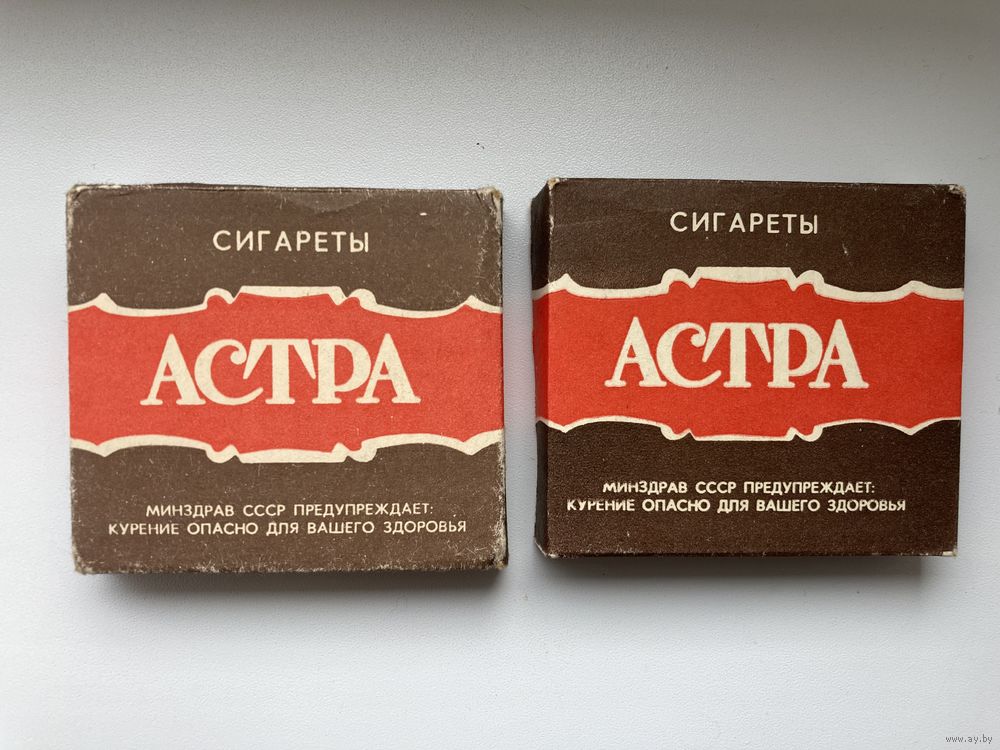 СИГАРЕТЫ
АСТРА
МИНЗДРАВ СССР ПРЕДУПРЕЖДАЕТ:
КУРЕНИЕ ОПАСНО ДЛЯ ВАШЕГО ЗДОРОВЬЯ
СИГАРЕТЫ
АСТРА
МИНЗДРАВ СССР ПРЕДУПРЕЖДАЕТ:
КУРЕНИЕ ОПАСНО ДЛЯ ВАШЕГО ЗДОРОВЬЯ
www.ay.by